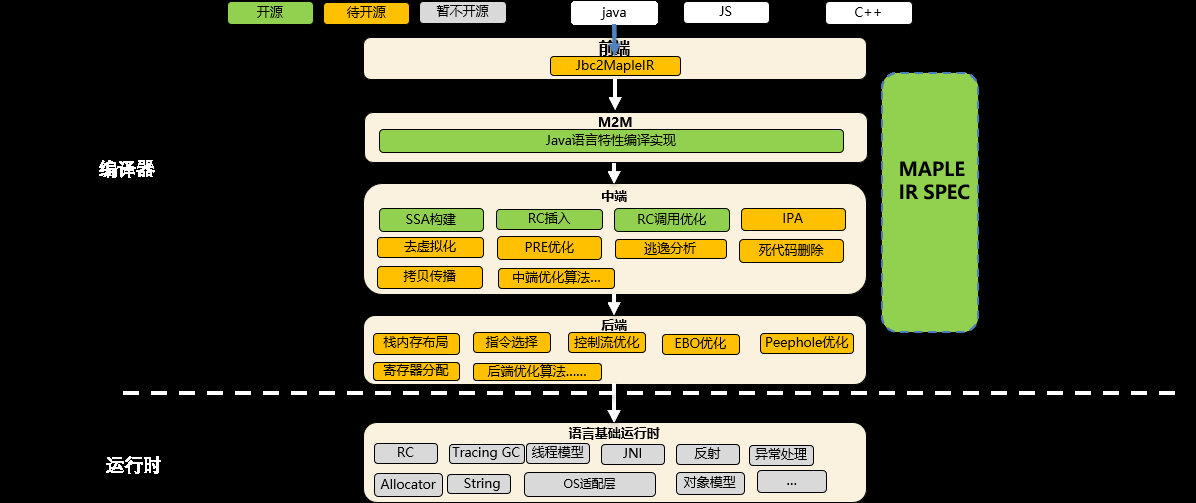 开源 待开源 暂不开源 java JS C++
前端
Jbc2MapleIR
M2M
Java语言特性编译实现
编译器
MAPLE
IR SPEC
中端
SSA构建 RC插入 RC调用优化 IPA
去虚拟化 PRE优化 逃逸分析 死代码删除
拷贝传播 中端优化算法...
后端
栈内存布局 指令选择 控制流优化 EBO优化 Peephole优化
寄存器分配 后端优化算法......
运行时
语言基础运行时
RC Tracing GC 线程模型 JNI 反射 异常处理
Allocator String OS适配层 对象模型 ...